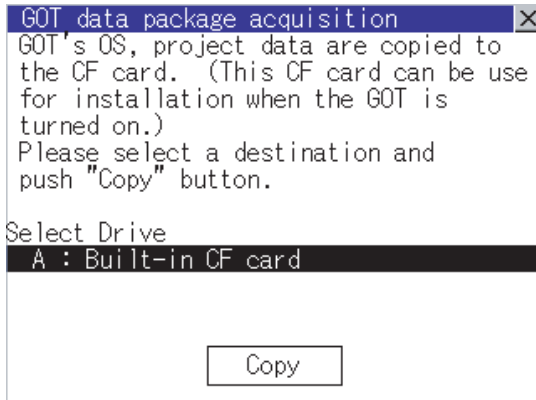 GOT data package acquisition
GOT's OS, project data are copied to
the CF card.  (This CF card can be use
for installation when the GOT is
turned on.)
Please select a destination and
push "Copy" button.
Select Drive
A : Built-in CF card
Copy